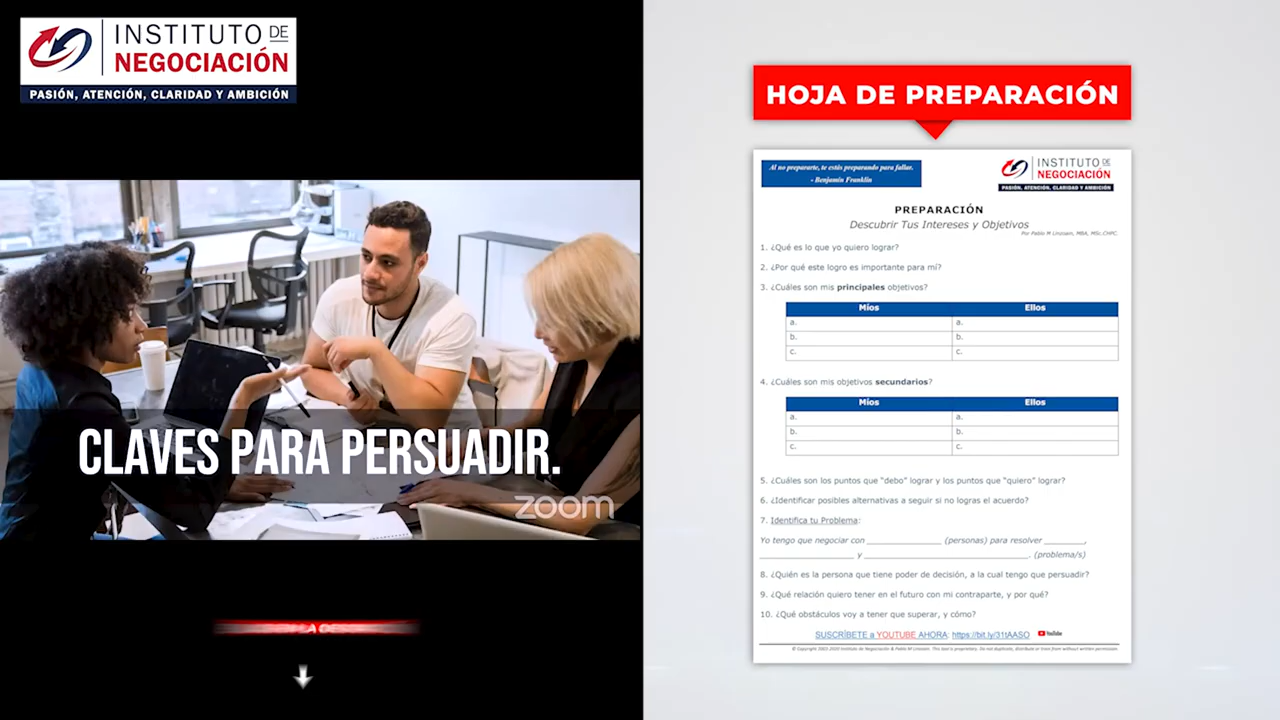 INSTITUTO DE
NEGOCIACIÓN
PASIÓN, ATENCIÓN, CLARIDAD Y AMBICIÓN
CLAVES PARA PERSUADIR.
zoom
HOJA DE PREPARACIÓN
Al no prepararte, te estás preparando para fallar.
- Benjamin Franklin
INSTITUTO DE
NEGOCIACIÓN
PASIÓN, ATENCIÓN, CLARIDAD Y AMBICIÓN
PREPARACIÓN
Descubrir Tus Intereses y Objetivos
Por Pablo M Linzoain, MBA, MSc,CHPC.
1. ¿Qué es lo que yo quiero lograr?
2. ¿Por qué este logro es importante para mí?
3. ¿Cuáles son mis principales objetivos?
Míos Ellos
a. a.
b. b.
c. c.
4. ¿Cuáles son mis objetivos secundarios?
Míos Ellos
a. a.
b. b.
c. c.
5. ¿Cuáles son los puntos que “debo” lograr y los puntos que “quiero” lograr?
6. ¿Identificar posibles alternativas a seguir si no logras el acuerdo?
7. Identifica tu Problema:
Yo tengo que negociar con _______________ (personas) para resolver ________,
___________________ y _________________________________. (problema/s)
8. ¿Quién es la persona que tiene poder de decisión, a la cual tengo que persuadir?
9. ¿Qué relación quiero tener en el futuro con mi contraparte, y por qué?
10. ¿Qué obstáculos voy a tener que superar, y cómo?
SUSCRÍBETE a YOUTUBE AHORA: https://bit.ly/31tAASO YouTube